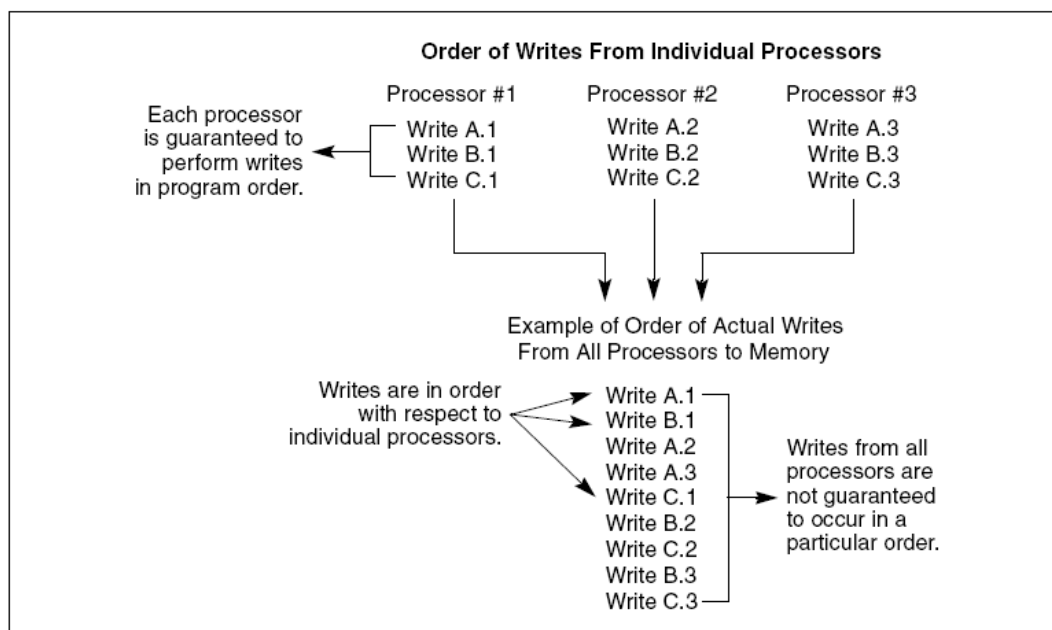 Order of Writes From Individual Processors
Processor #1
Processor #2
Processor #3
Each processor
is guaranteed to
perform writes
in program order.
Write A.1
Write B.1
Write C.1
Write A.2
Write B.2
Write C.2
Write A.3
Write B.3
Write C.3
Example of Order of Actual Writes
From All Processors to Memory
Writes are in order
with respect to
individual processors.
Write A.1
Write B.1
Write A.2
Write A.3
Write C.1
Write B.2
Write C.2
Write B.3
Write C.3
Writes from all
processors are
not guaranteed
to occur in a
particular order.